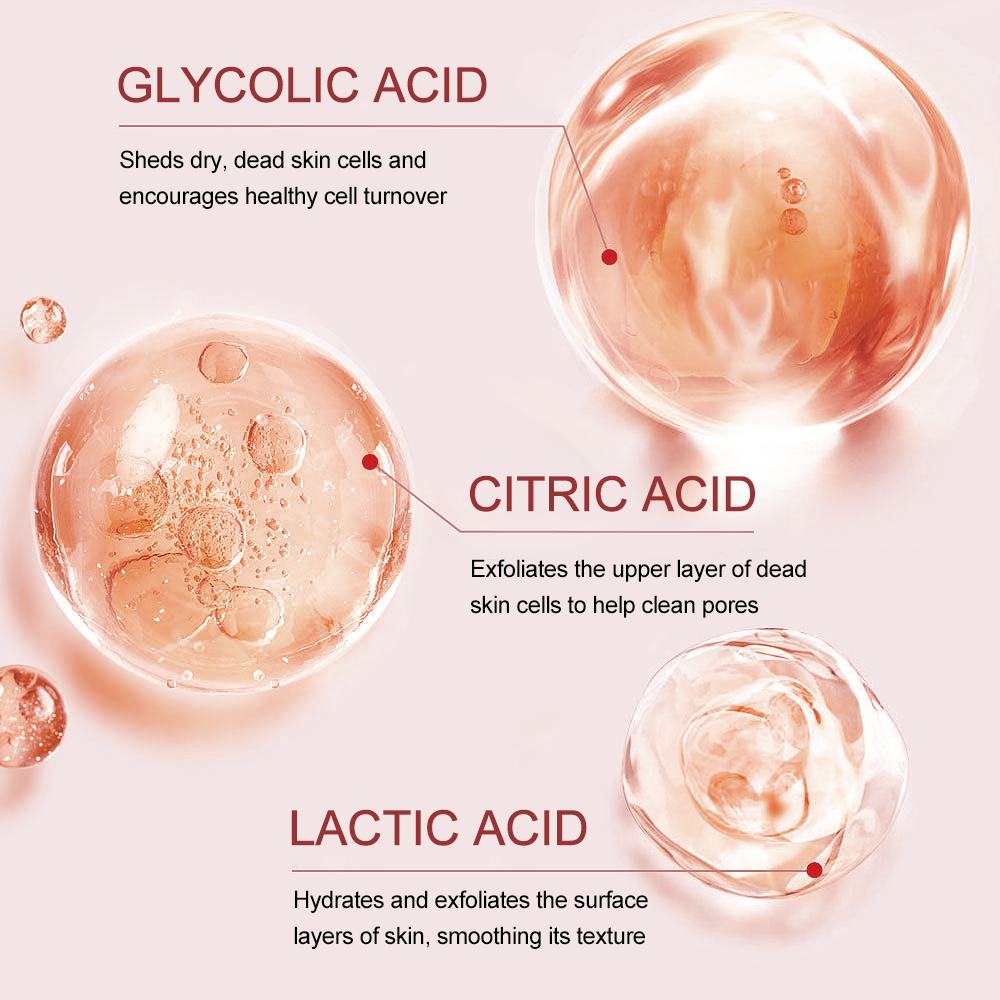 GLYCOLIC ACID
Sheds dry, dead skin cells and
encourages healthy cell turnover
CITRIC ACID
Exfoliates the upper layer of dead
skin cells to help clean pores
LACTIC ACID
Hydrates and exfoliates the surface
layers of skin, smoothing its texture